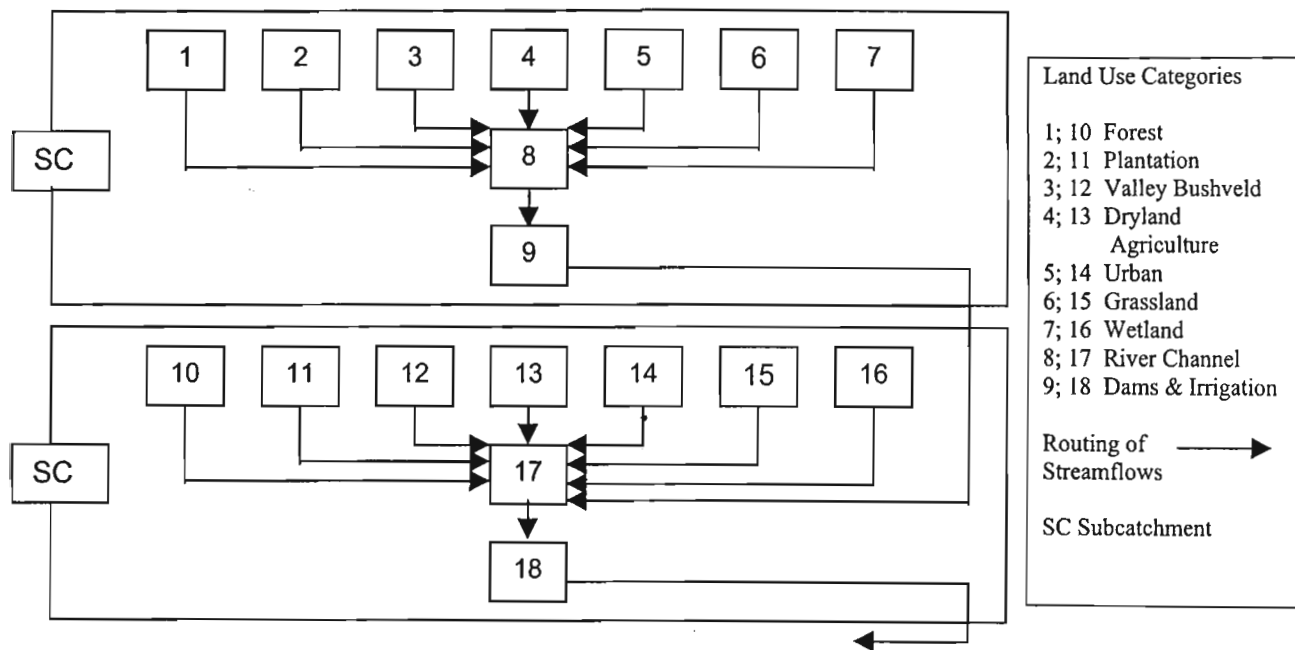 1 2 3 4 5 6 7
SC
8
9
10 11 12 13 14 15 16
SC
17
18
Land Use Categories
1; 10 Forest
2; 11 Plantation
3; 12 Valley Bushveld
4; 13 Dryland
Agriculture
5; 14 Urban
6; 15 Grassland
7; 16 Wetland
8; 17 River Channel
9; 18 Dams & Irrigation
Routing of
Streamflows
SC Subcatchment